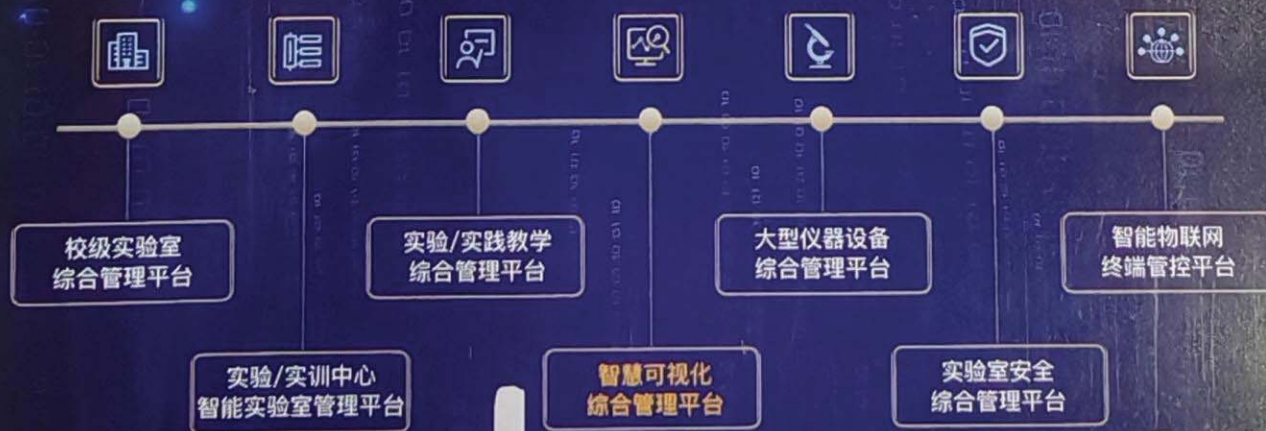 校级实验室
综合管理平台
实验/实训中心
智能实验室管理平台
实验/实践教学
综合管理平台
智慧可视化
综合管理平台
大型仪器设备
综合管理平台
实验室安全
综合管理平台
智能物联网
终端管控平台